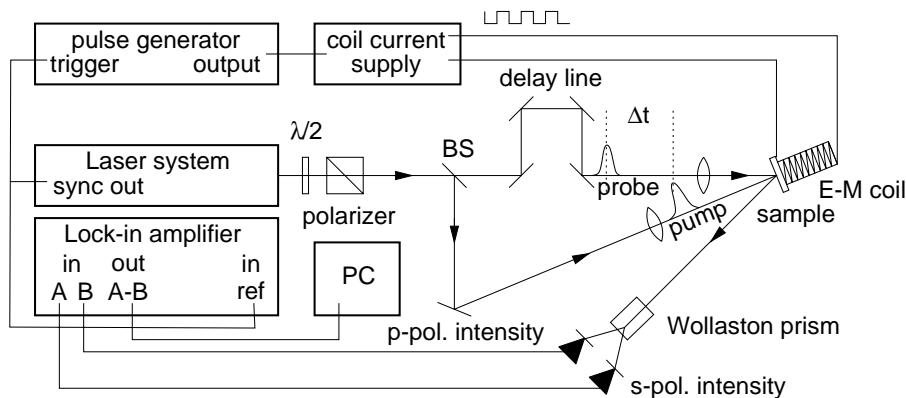 pulse generator
trigger output
coil current
supply
delay line
Δt
λ/2
BS
Laser system
sync out
polarizer
probe
pump
E-M coil
sample
Lock-in amplifier
in out in
A B A-B ref
PC
p-pol. intensity
Wollaston prism
s-pol. intensity